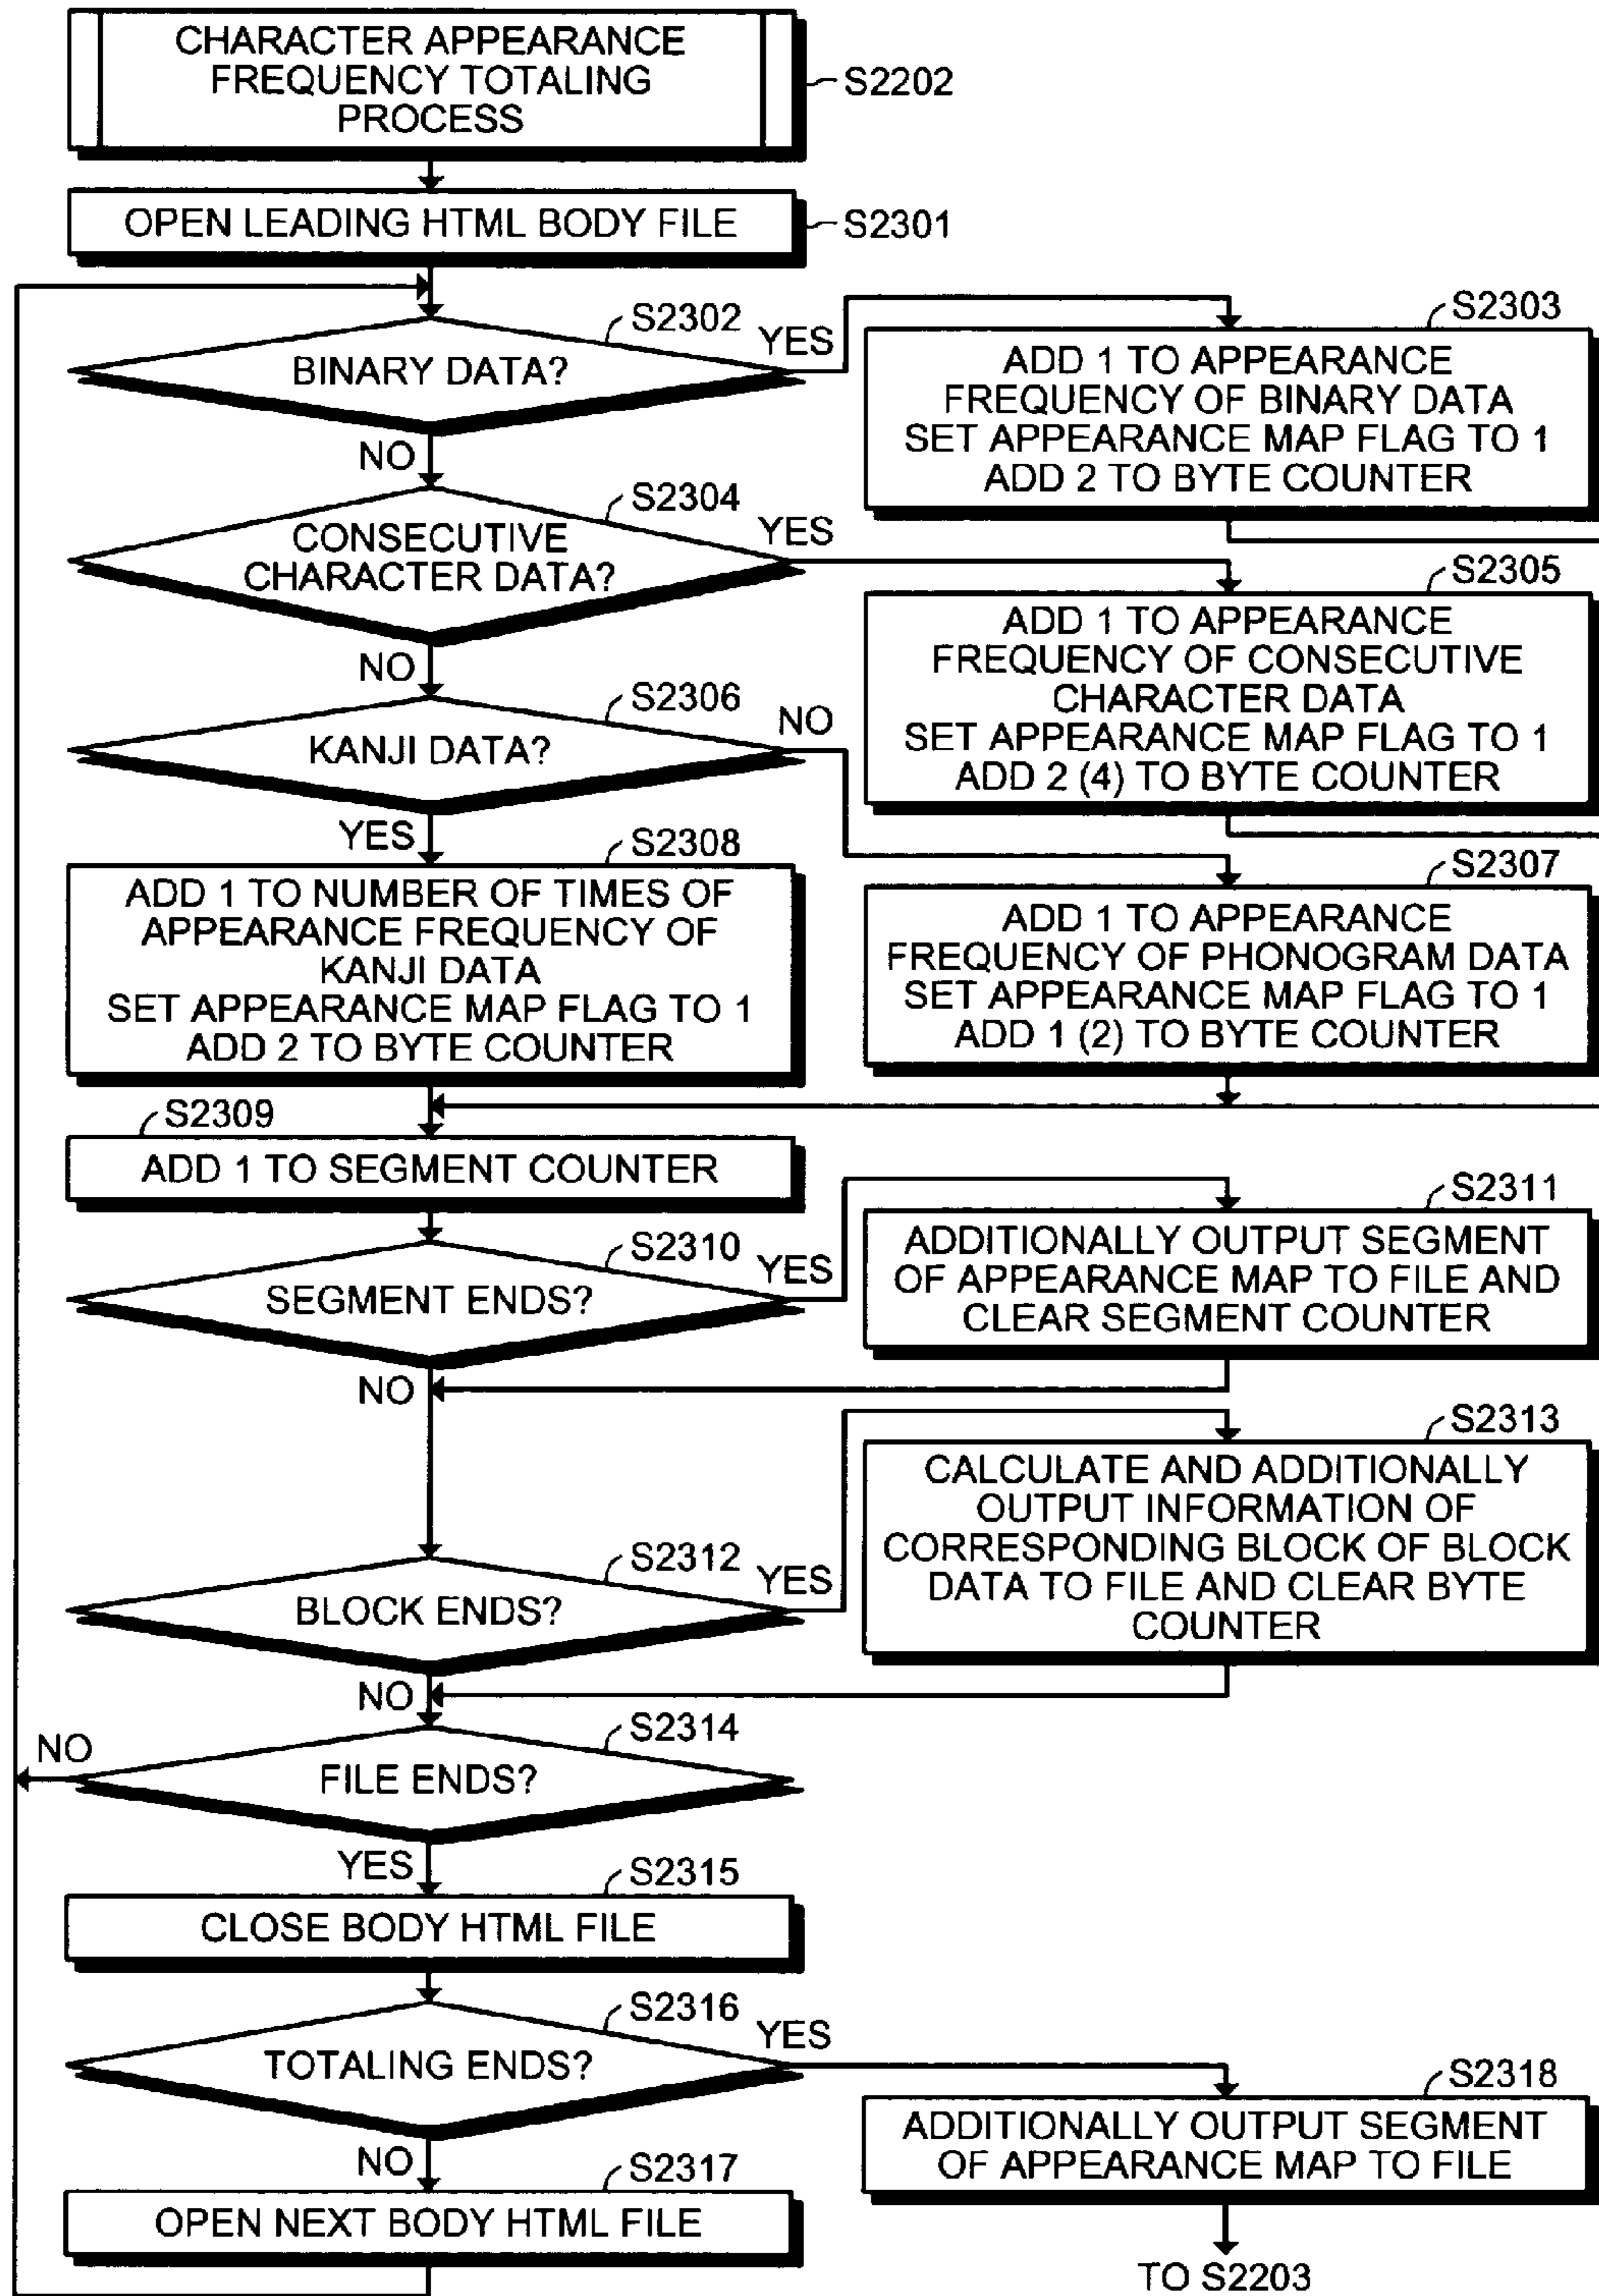 CHARACTER APPEARANCE
FREQUENCY TOTALING
PROCESS
S2202
OPEN LEADING HTML BODY FILE
S2301
S2302
BINARY DATA?
YES
NO
S2303
ADD 1 TO APPEARANCE
FREQUENCY OF BINARY DATA
SET APPEARANCE MAP FLAG TO 1
ADD 2 TO BYTE COUNTER
S2304
CONSECUTIVE
CHARACTER DATA?
YES
NO
S2305
ADD 1 TO APPEARANCE
FREQUENCY OF CONSECUTIVE
CHARACTER DATA
SET APPEARANCE MAP FLAG TO 1
ADD 2 (4) TO BYTE COUNTER
S2306
KANJI DATA?
NO
YES
S2307
ADD 1 TO APPEARANCE
FREQUENCY OF PHONOGRAM DATA
SET APPEARANCE MAP FLAG TO 1
ADD 1 (2) TO BYTE COUNTER
S2308
ADD 1 TO NUMBER OF TIMES OF
APPEARANCE FREQUENCY OF
KANJI DATA
SET APPEARANCE MAP FLAG TO 1
ADD 2 TO BYTE COUNTER
S2309
ADD 1 TO SEGMENT COUNTER
S2310
SEGMENT ENDS?
YES
NO
S2311
ADDITIONALLY OUTPUT SEGMENT
OF APPEARANCE MAP TO FILE AND
CLEAR SEGMENT COUNTER
S2312
BLOCK ENDS?
YES
NO
S2313
CALCULATE AND ADDITIONALLY
OUTPUT INFORMATION OF
CORRESPONDING BLOCK OF BLOCK
DATA TO FILE AND CLEAR BYTE
COUNTER
S2314
FILE ENDS?
NO
YES
S2315
CLOSE BODY HTML FILE
S2316
TOTALING ENDS?
YES
NO
S2317
OPEN NEXT BODY HTML FILE
S2318
ADDITIONALLY OUTPUT SEGMENT
OF APPEARANCE MAP TO FILE
TO S2203